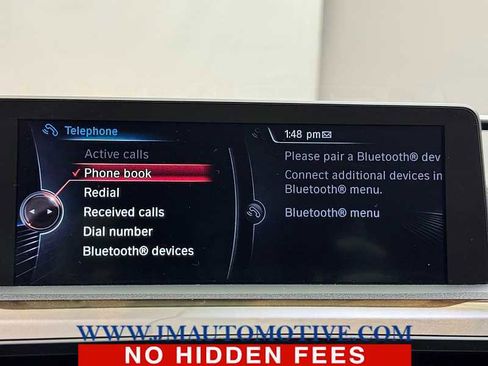 Telephone
Active calls
Phone book
Redial
Received calls
Dial number
Bluetooth® devices
1:48 pm
Please pair a Bluetooth® dev
Connect additional devices in
Bluetooth® menu.
Bluetooth® menu
WWW.JMAUTOMOTIVE.COM
NO HIDDEN FEES